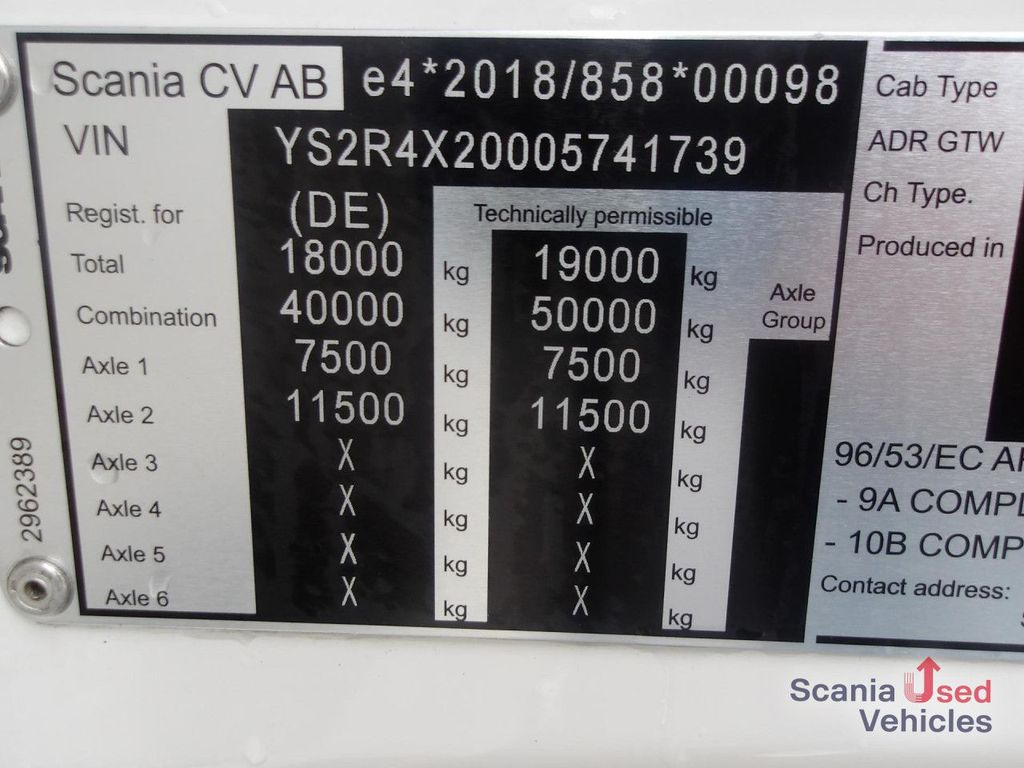 Scania CV AB e4*2018/858*00098
VIN YS2R4X20005741739
Regist. for (DE) Technically permissible
Total 18000 kg 19000 kg
Axle
Group
Combination 40000 kg 50000 kg
Axle 1 7500 kg 7500 kg
Axle 2 11500 kg 11500 kg
Axle 3 X kg X kg
Axle 4 X kg X kg
Axle 5 X kg X kg
Axle 6 X kg X kg
Cab Type
ADR GTW
Ch Type.
Produced in
96/53/EC
- 9A COMPL
- 10B COMP
Contact address:
2962389
Scania Used
Vehicles